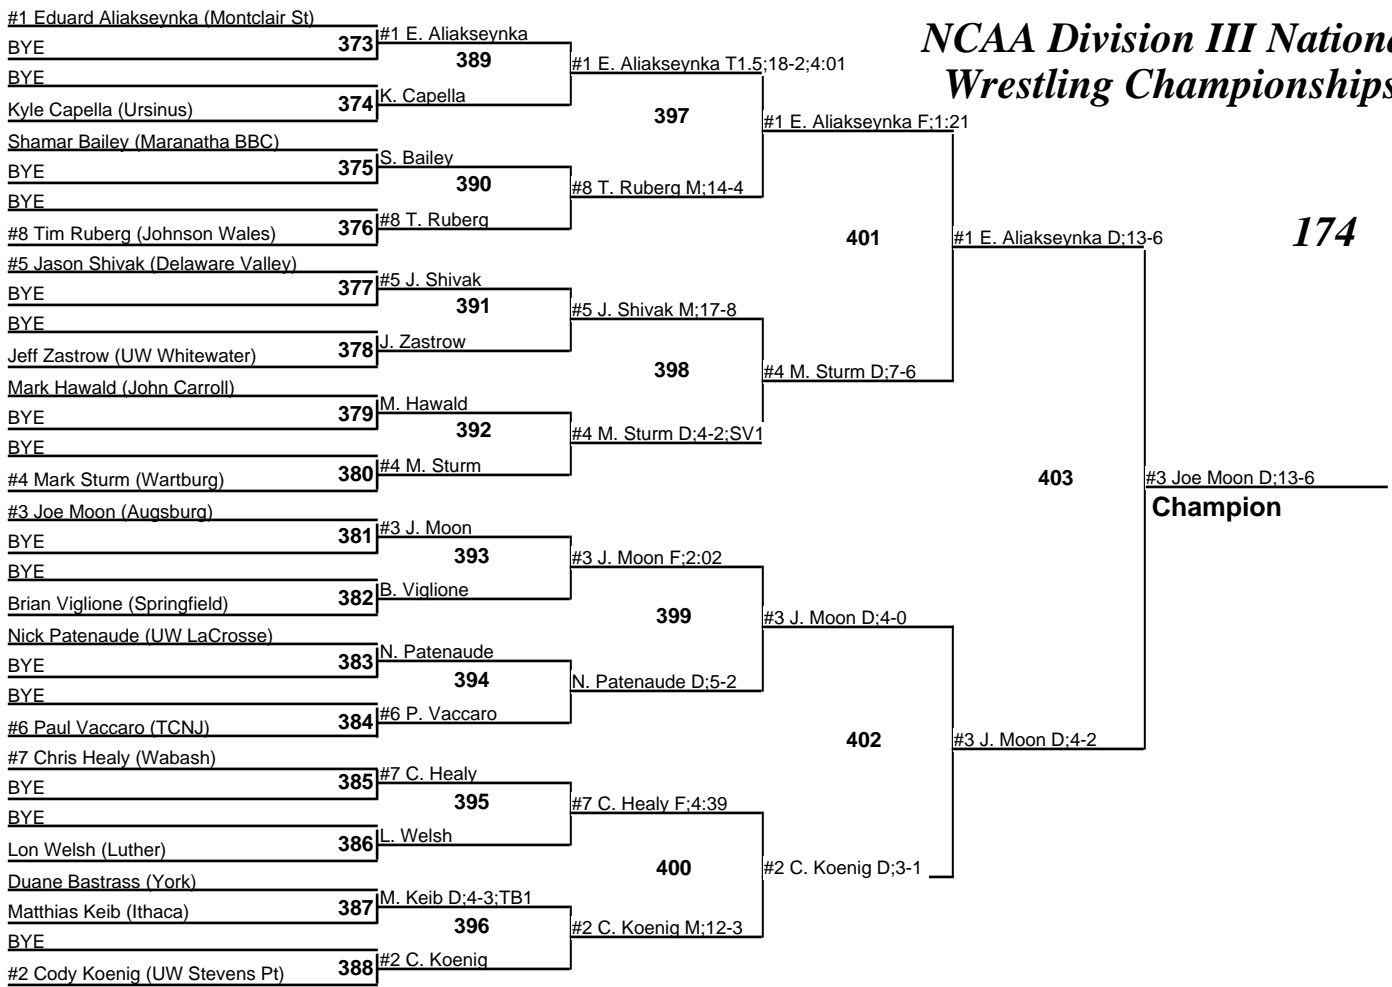 #1 Eduard Aliakseynka (Montclair St)
BYE
BYE
Kyle Capella (Ursinus)
Shamar Bailey (Maranatha BBC)
BYE
BYE
#8 Tim Ruberg (Johnson Wales)
#5 Jason Shivak (Delaware Valley)
BYE
BYE
Jeff Zastrow (UW Whitewater)
Mark Hawald (John Carroll)
BYE
BYE
#4 Mark Sturm (Wartburg)
#3 Joe Moon (Augsburg)
BYE
BYE
Brian Viglione (Springfield)
Nick Patenaude (UW LaCrosse)
BYE
BYE
#6 Paul Vaccaro (TCNJ)
#7 Chris Healy (Wabash)
BYE
BYE
Lon Welsh (Luther)
Duane Bastrass (York)
Matthias Keib (Ithaca)
BYE
#2 Cody Koenig (UW Stevens Pt)
373
374
375
376
377
378
379
380
381
382
383
384
385
386
387
388
#1 E. Aliakseynka
389
K. Capella
S. Bailey
390
#8 T. Ruberg
#5 J. Shivak
391
J. Zastrow
M. Hawald
392
#4 M. Sturm
#3 J. Moon
393
B. Viglione
N. Patenaude
394
#6 P. Vaccaro
#7 C. Healy
395
L. Welsh
M. Keib D;4-3;TB1
396
#2 C. Koenig
#1 E. Aliakseynka T1.5;18-2;4:01
397
#8 T. Ruberg M;14-4
#5 J. Shivak M;17-8
398
#4 M. Sturm D;4-2;SV1
#3 J. Moon F;2:02
399
N. Patenaude D;5-2
#7 C. Healy F;4:39
400
#2 C. Koenig M;12-3
#1 E. Aliakseynka F;1:21
401
#4 M. Sturm D;7-6
#3 J. Moon D;4-0
402
#2 C. Koenig D;3-1
#1 E. Aliakseynka D;13-6
403
#3 J. Moon D;4-2
#3 Joe Moon D;13-6
Champion
NCAA Division III Nationa
Wrestling Championships
174